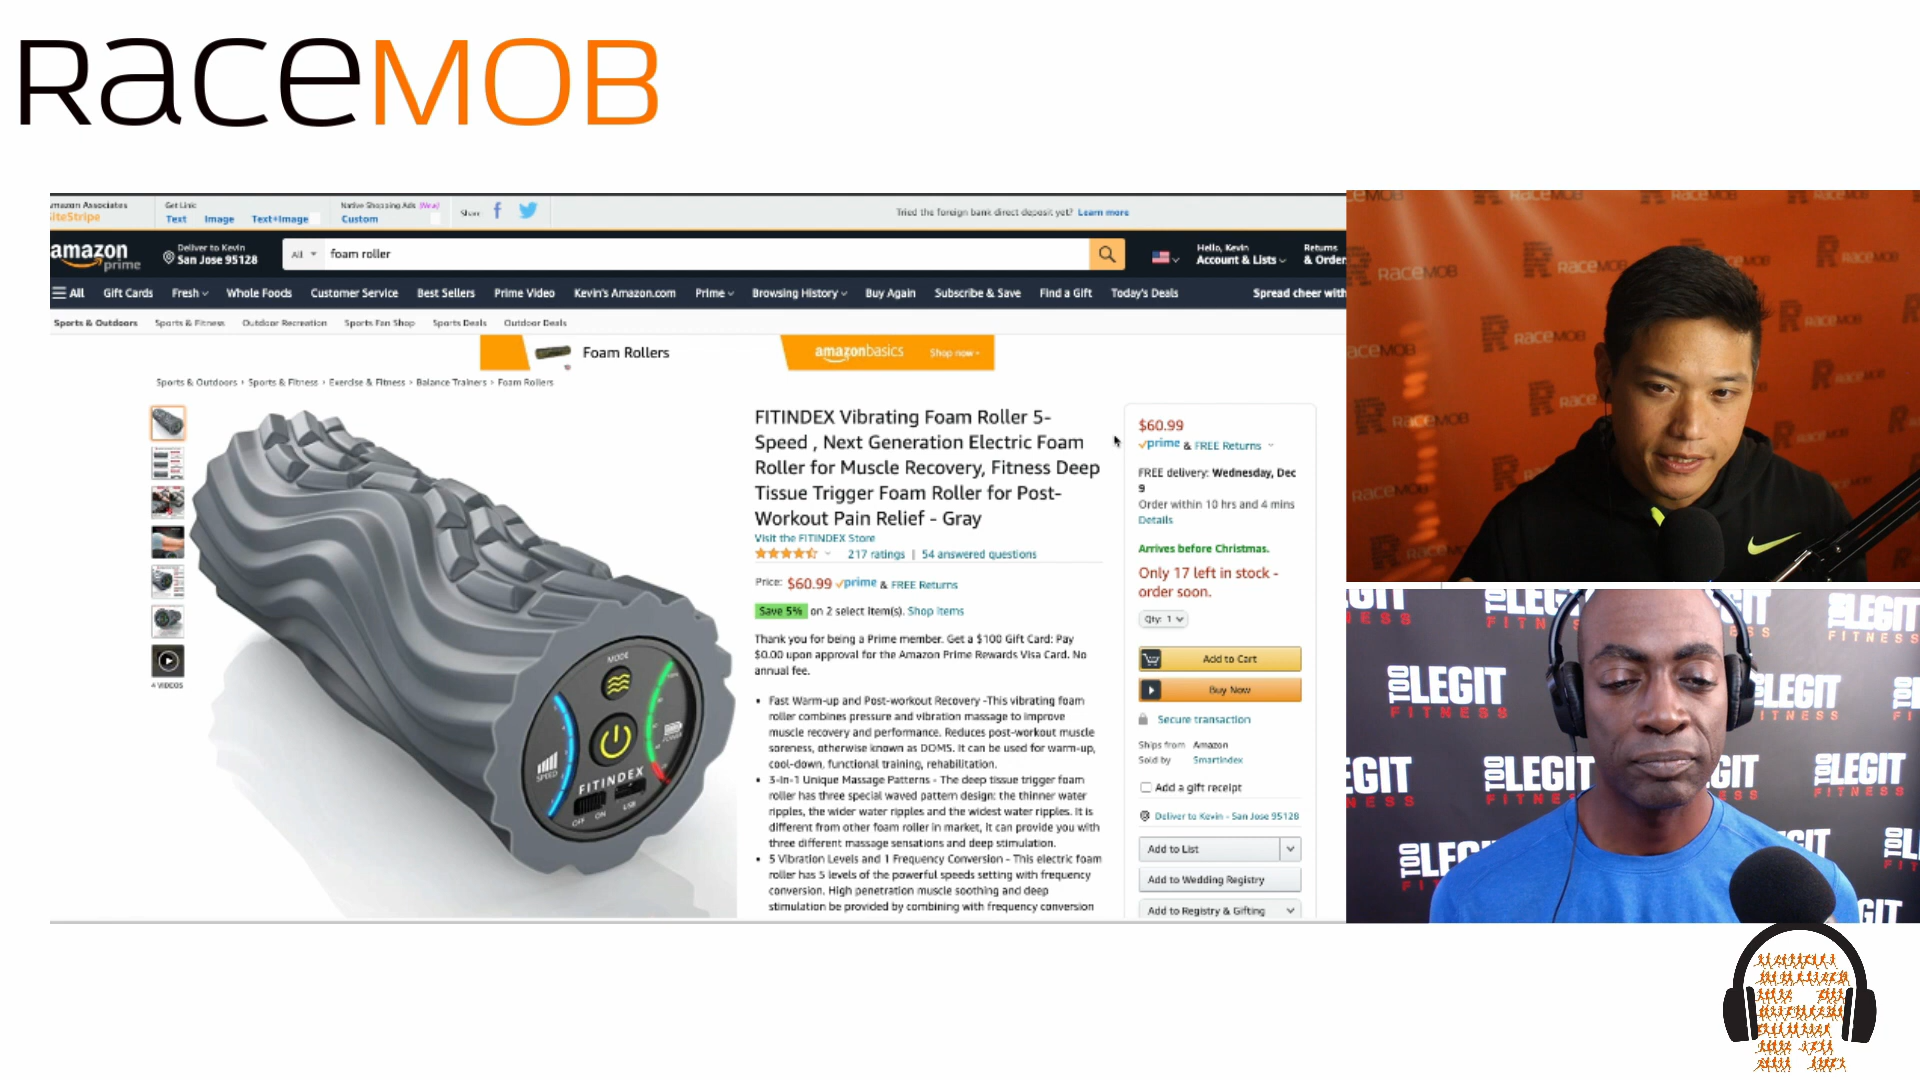 RaceMOB
Amazon Associates
SiteStripe
Get Link:
Text Image Text+Image
Native Shopping Ads (New)
Custom
Share:
Tried the foreign bank direct deposit yet? Learn more
amazon
prime
Deliver to Kevin
San Jose 95128
All
foam roller
Hello, Kevin
Account & Lists
Returns
& Order
All Gift Cards Fresh Whole Foods Customer Service Best Sellers Prime Video Kevin's Amazon.com Prime Browsing History Buy Again Subscribe & Save Find a Gift Today's Deals Spread cheer with
Sports & Outdoors Sports & Fitness Outdoor Recreation Sports Fan Shop Sports Deals Outdoor Deals
Foam Rollers
amazonbasics Shop now ›
Sports & Outdoors › Sports & Fitness › Exercise & Fitness › Balance Trainers › Foam Rollers
4 VIDEOS
MODE
SPEED
POWER
FITINDEX
OFF ON USB
FITINDEX Vibrating Foam Roller 5-
Speed , Next Generation Electric Foam
Roller for Muscle Recovery, Fitness Deep
Tissue Trigger Foam Roller for Post-
Workout Pain Relief - Gray
Visit the FITINDEX Store
217 ratings | 54 answered questions
Price: $60.99 prime & FREE Returns
Save 5% on 2 select item(s). Shop items
Thank you for being a Prime member. Get a $100 Gift Card: Pay
$0.00 upon approval for the Amazon Prime Rewards Visa Card. No
annual fee.
• Fast Warm-up and Post-workout Recovery -This vibrating foam
roller combines pressure and vibration massage to improve
muscle recovery and performance. Reduces post-workout muscle
soreness, otherwise known as DOMS. It can be used for warm-up,
cool-down, functional training, rehabilitation.
• 3-in-1 Unique Massage Patterns - The deep tissue trigger foam
roller has three special waved pattern design: the thinner water
ripples, the wider water ripples and the widest water ripples. It is
different from other foam roller in market, it can provide you with
three different massage sensations and deep stimulation.
• 5 Vibration Levels and 1 Frequency Conversion - This electric foam
roller has 5 levels of the powerful speeds setting with frequency
conversion. High penetration muscle soothing and deep
stimulation be provided by combining with frequency conversion
$60.99
prime & FREE Returns
FREE delivery: Wednesday, Dec
9
Order within 10 hrs and 4 mins
Details
Arrives before Christmas.
Only 17 left in stock -
order soon.
Qty: 1
Add to Cart
Buy Now
Secure transaction
Ships from Amazon
Sold by Smartindex
Add a gift receipt
Deliver to Kevin - San Jose 95128
Add to List
Add to Wedding Registry
Add to Registry & Gifting
RACEMOB
TOO LEGIT
FITNESS